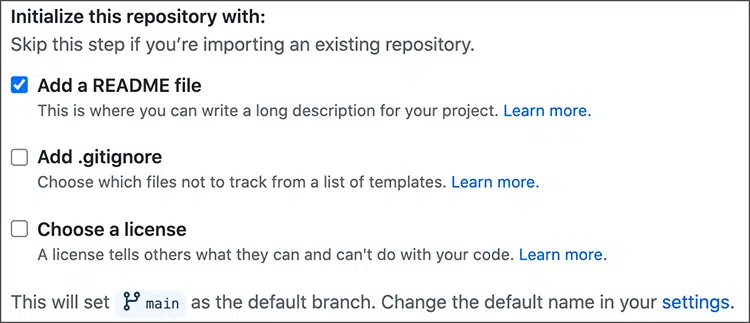 Initialize this repository with:
Skip this step if you’re importing an existing repository.
Add a README file
This is where you can write a long description for your project. Learn more.
Add .gitignore
Choose which files not to track from a list of templates. Learn more.
Choose a license
A license tells others what they can and can't do with your code. Learn more.
This will set main as the default branch. Change the default name in your settings.